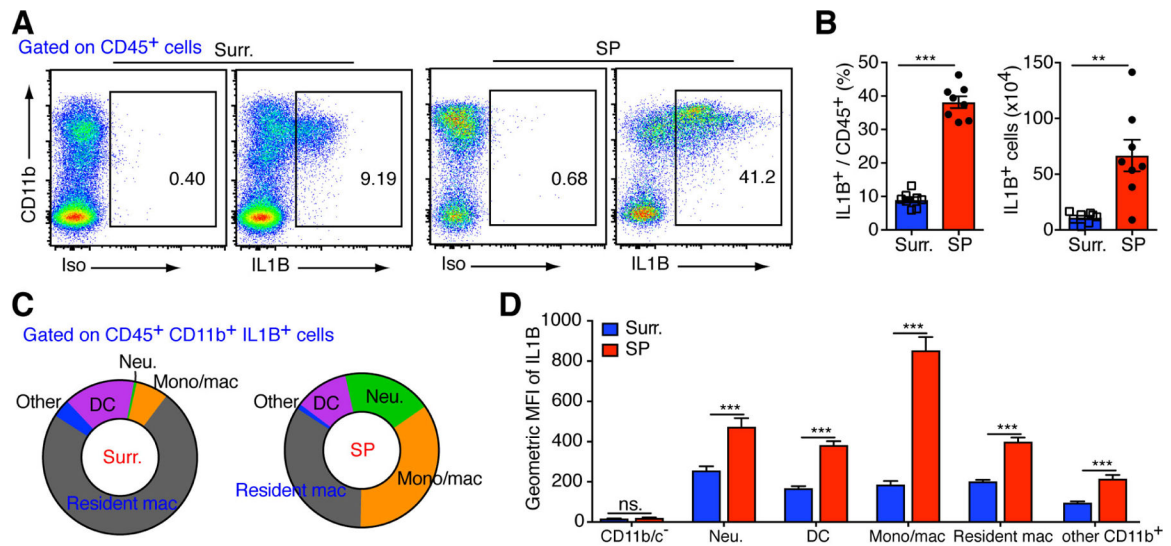 A
Gated on CD45+ cells
Surr.
SP
CD11b
0.40
9.19
0.68
41.2
Iso
IL1B
Iso
IL1B
B
IL1B+ / CD45+ (%)
50
40
30
20
10
0
***
Surr.
SP
IL1B+ cells (x10^4)
150
100
50
0
**
Surr.
SP
C
Gated on CD45+ CD11b+ IL1B+ cells
Neu.
Mono/mac
Other
DC
Surr.
Resident mac
Other
DC
Neu.
SP
Resident mac
Mono/mac
D
Geometric MFI of IL1B
1000
800
600
400
200
0
Surr.
SP
ns.
***
***
***
***
***
CD11b/c-
Neu.
DC
Mono/mac
Resident mac
other CD11b+